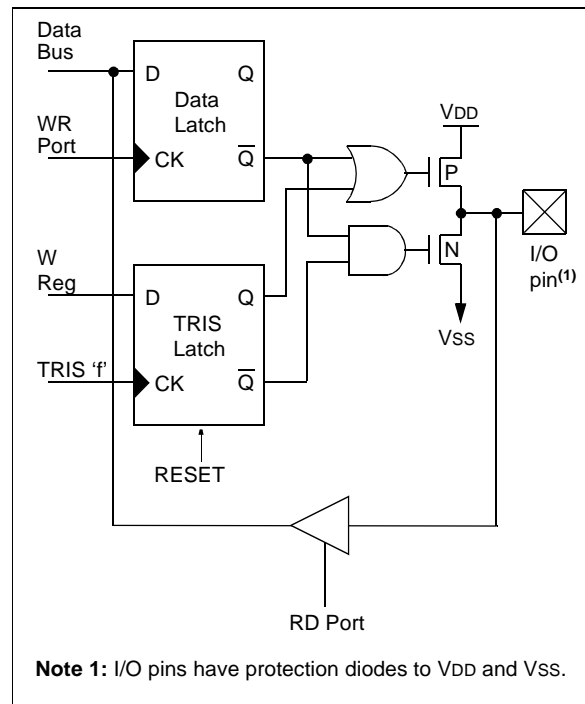 Data
Bus
D
Q
Data
Latch
WR
Port
CK
Q
VDD
P
N
I/O
pin(1)
VSS
W
Reg
D
Q
TRIS
Latch
TRIS 'f'
CK
Q
RESET
RD Port
Note 1: I/O pins have protection diodes to VDD and VSS.